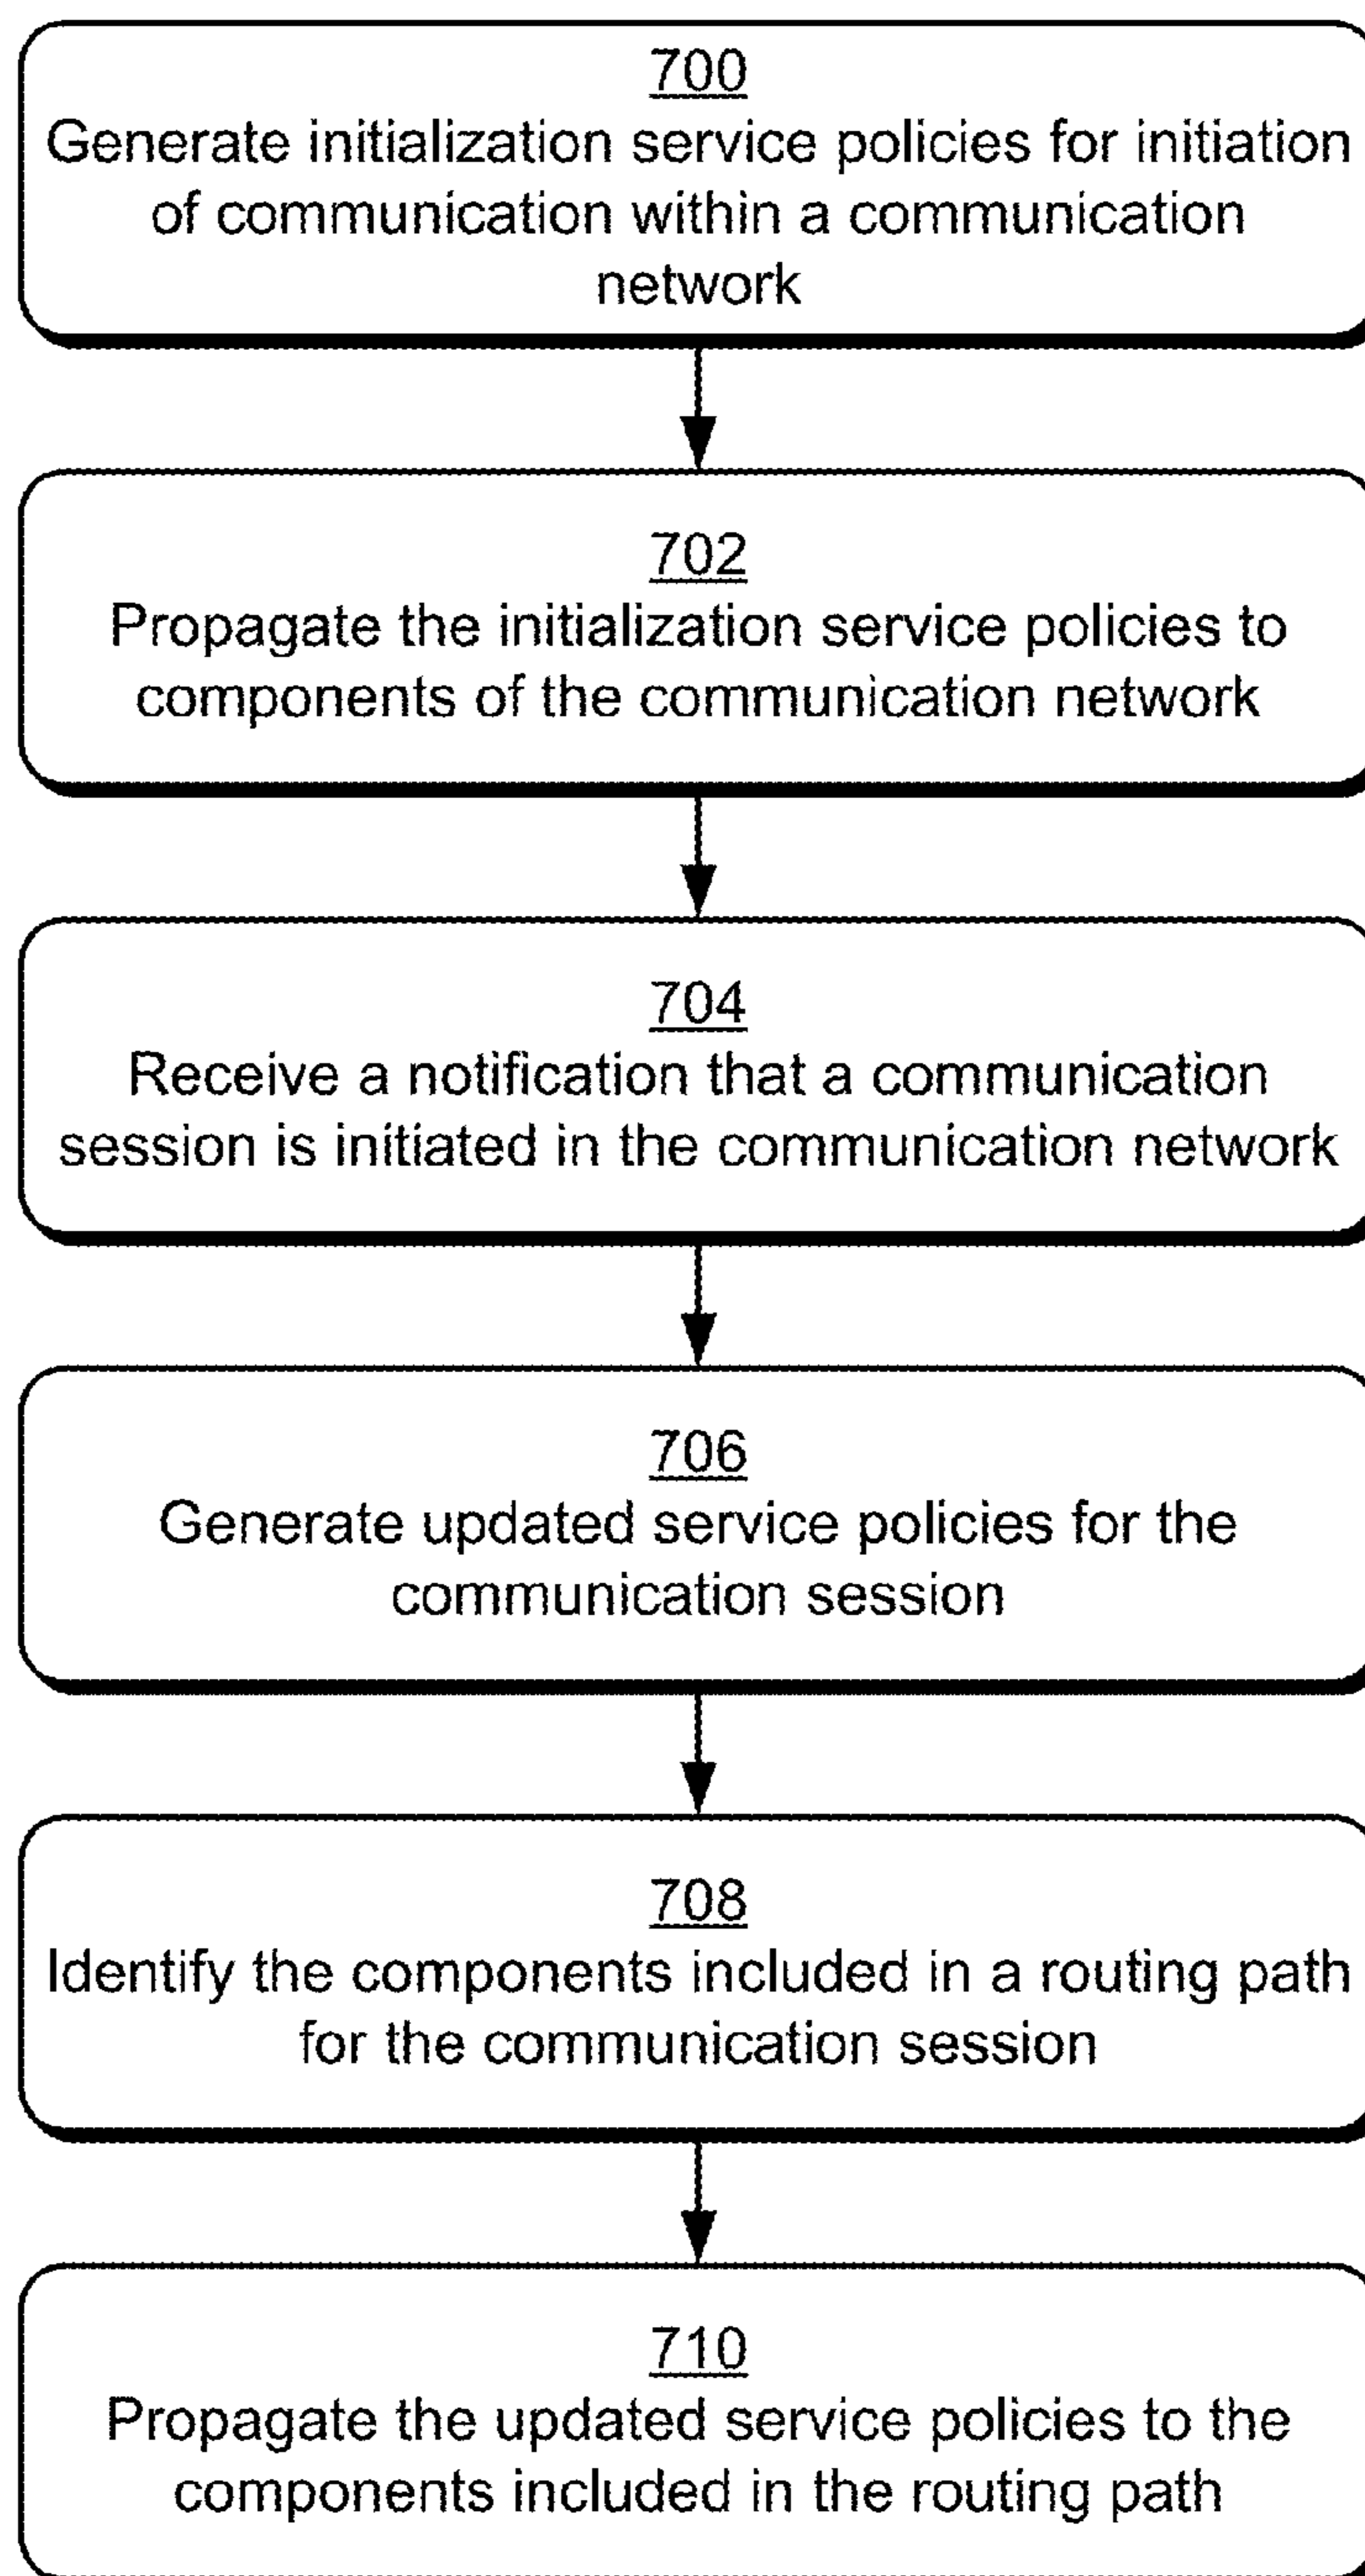 700
Generate initialization service policies for initiation
of communication within a communication
network
702
Propagate the initialization service policies to
components of the communication network
704
Receive a notification that a communication
session is initiated in the communication network
706
Generate updated service policies for the
communication session
708
Identify the components included in a routing path
for the communication session
710
Propagate the updated service policies to the
components included in the routing path